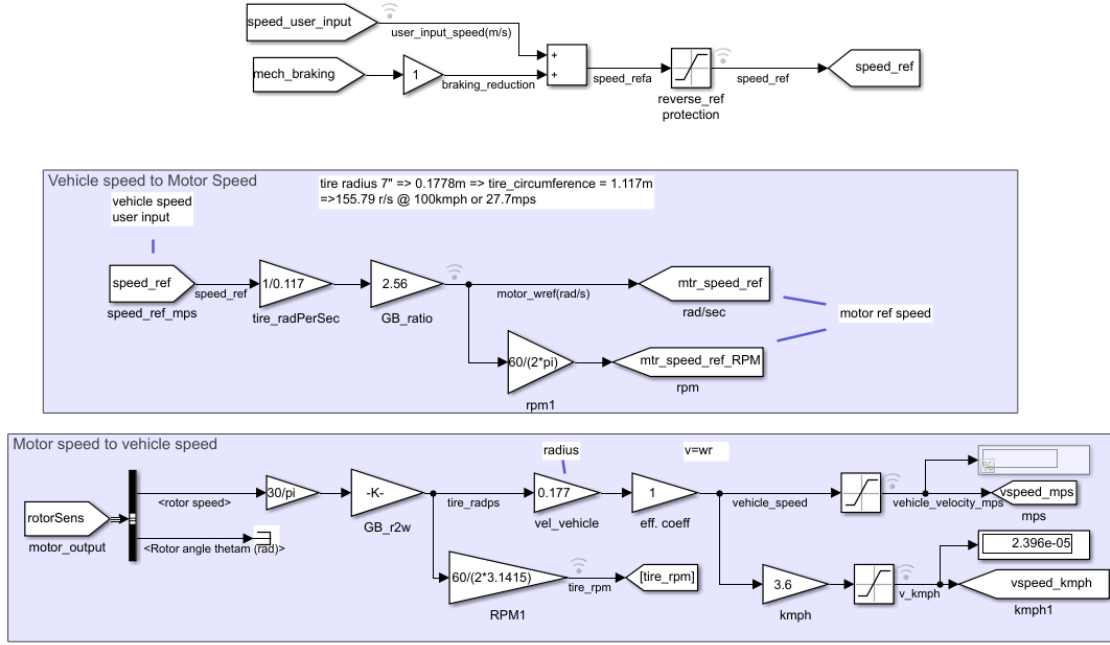 speed_user_input
user_input_speed(m/s)
mech_braking
1
braking_reduction
+
+
speed_refa
reverse_ref
protection
speed_ref
speed_ref
Vehicle speed to Motor Speed
tire radius 7" => 0.1778m => tire_circumference = 1.117m
=>155.79 r/s @ 100kmph or 27.7mps
vehicle speed
user input
speed_ref
speed_ref_mps
speed_ref
1/0.117
tire_radPerSec
2.56
GB_ratio
motor_wref(rad/s)
mtr_speed_ref
rad/sec
motor ref speed
60/(2*pi)
rpm1
mtr_speed_ref_RPM
rpm
Motor speed to vehicle speed
rotorSens
motor_output
<rotor speed>
<Rotor angle thetam (rad)>
30/pi
-K-
GB_r2w
tire_radps
radius
0.177
vel_vehicle
v=wr
1
eff. coeff
vehicle_speed
vehicle_velocity_mps
%
vspeed_mps
mps
60/(2*3.1415)
RPM1
tire_rpm
[tire_rpm]
3.6
kmph
v_kmph
2.396e-05
vspeed_kmph
kmph1